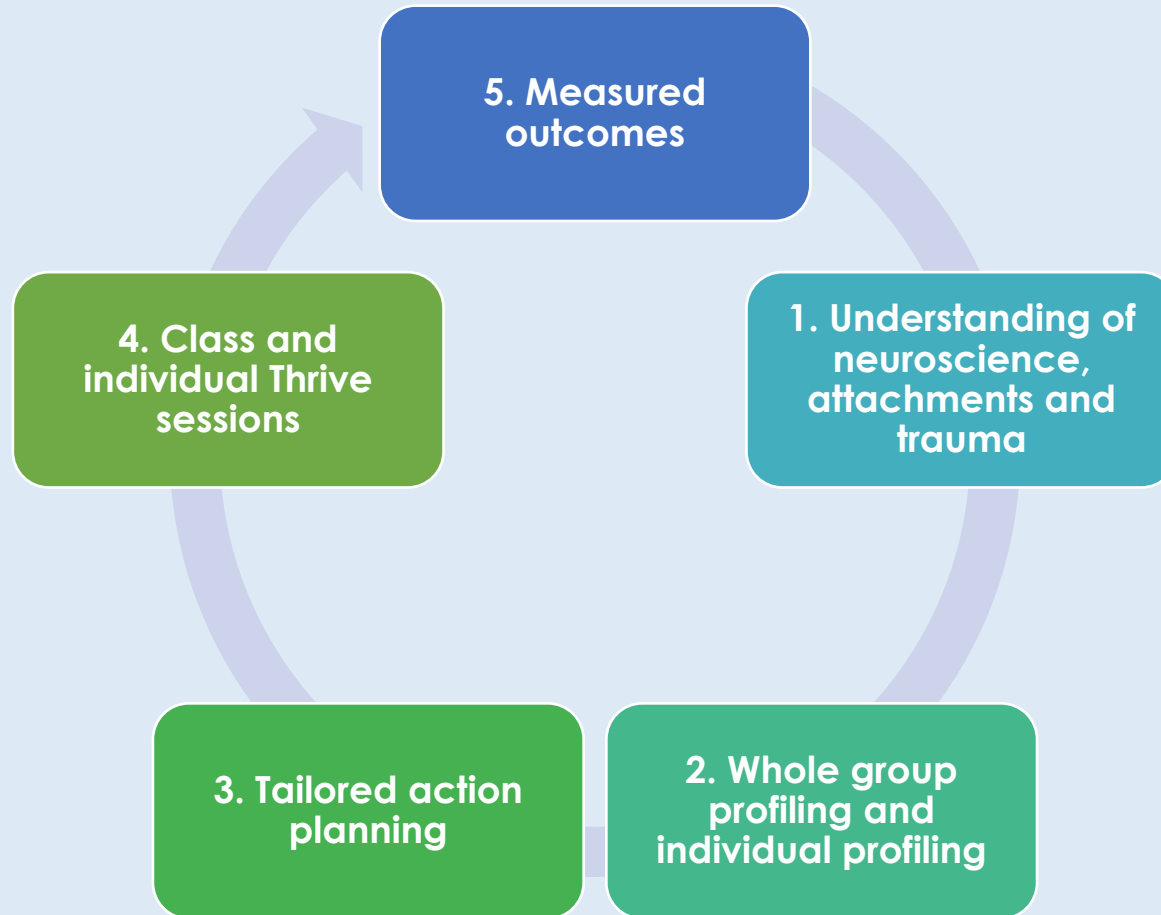 5. Measured
outcomes
1. Understanding of
neuroscience,
attachments and
trauma
2. Whole group
profiling and
individual profiling
3. Tailored action
planning
4. Class and
individual Thrive
sessions